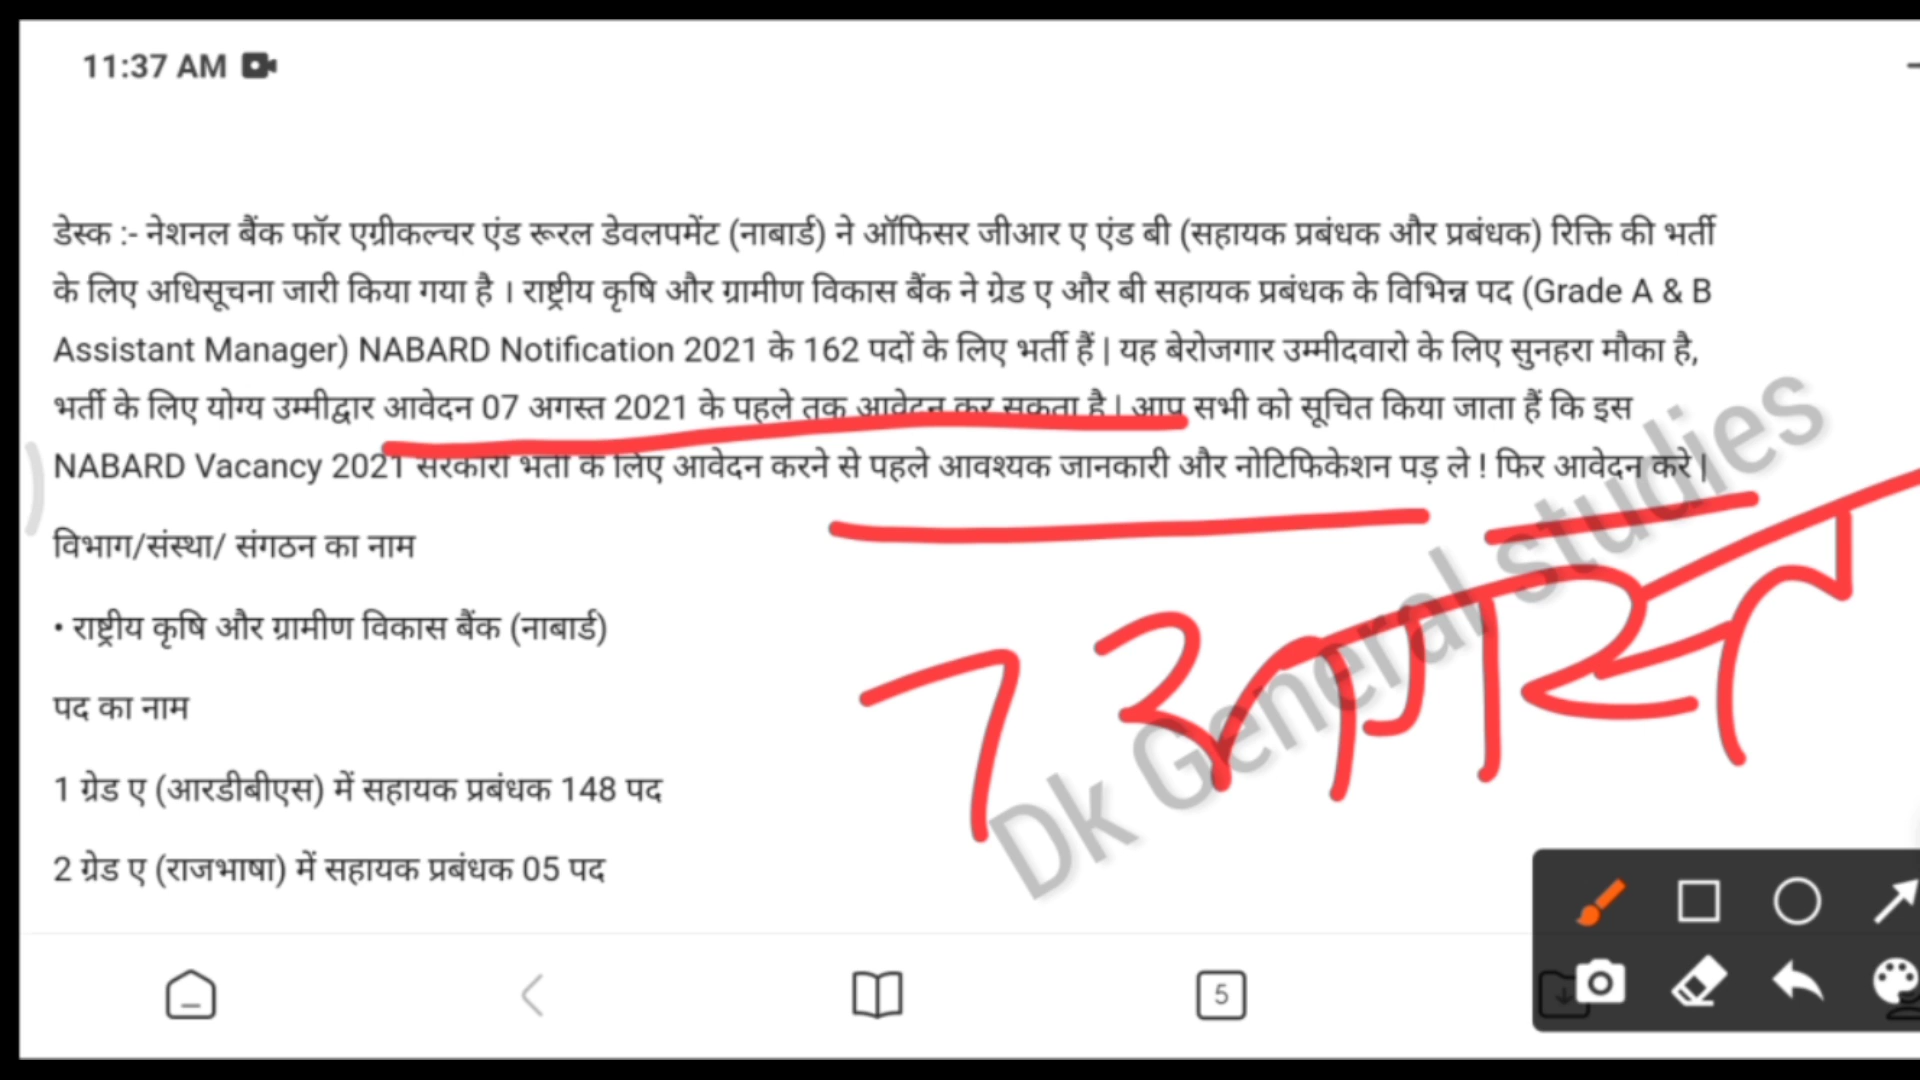 11:37 AM
डेस्क :- नेशनल बैंक फॉर एग्रीकल्चर एंड रूरल डेवलपमेंट (नाबार्ड) ने ऑफिसर जीआर ए एंड बी (सहायक प्रबंधक और प्रबंधक) रिक्ति की भर्ती
के लिए अधिसूचना जारी किया गया है । राष्ट्रीय कृषि और ग्रामीण विकास बैंक ने ग्रेड ए और बी सहायक प्रबंधक के विभिन्न पद (Grade A & B
Assistant Manager) NABARD Notification 2021 के 162 पदों के लिए भर्ती हैं | यह बेरोजगार उम्मीदवारो के लिए सुनहरा मौका है,
भर्ती के लिए योग्य उम्मीद्वार आवेदन 07 अगस्त 2021 के पहले तक आवेदन कर सकता है | आप सभी को सूचित किया जाता हैं कि इस
NABARD Vacancy 2021 सरकारी भर्ती के लिए आवेदन करने से पहले आवश्यक जानकारी और नोटिफिकेशन पड़ ले ! फिर आवेदन करे |
विभाग/संस्था/ संगठन का नाम
• राष्ट्रीय कृषि और ग्रामीण विकास बैंक (नाबार्ड)
7 अगस्त
पद का नाम
1 ग्रेड ए (आरडीबीएस) में सहायक प्रबंधक 148 पद
2 ग्रेड ए (राजभाषा) में सहायक प्रबंधक 05 पद
Dk General studies
5